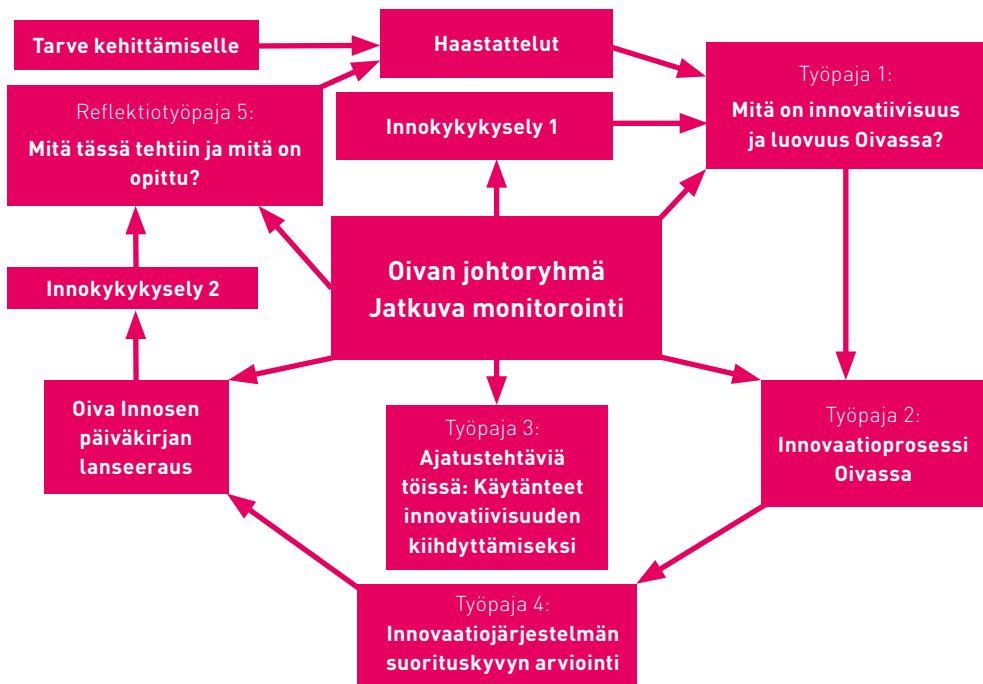 Tarve kehittämiselle
Haastattelut
Työpaja 1:
Mitä on innovatiivisuus
ja luovuus Oivassa?
Reflektiotyöpaja 5:
Mitä tässä tehtiin ja mitä on
opittu?
Innokykykysely 1
Oivan johtoryhmä
Jatkuva monitorointi
Innokykykysely 2
Oiva Innosen
päiväkirjan
lanseeraus
Työpaja 3:
Ajatustehtäviä
töissä: Käytänteet
innovatiivisuuden
kiihdyttämiseksi
Työpaja 2:
Innovaatioprosessi
Oivassa
Työpaja 4:
Innovaatiojärjestelmän
suorituskyvyn arviointi